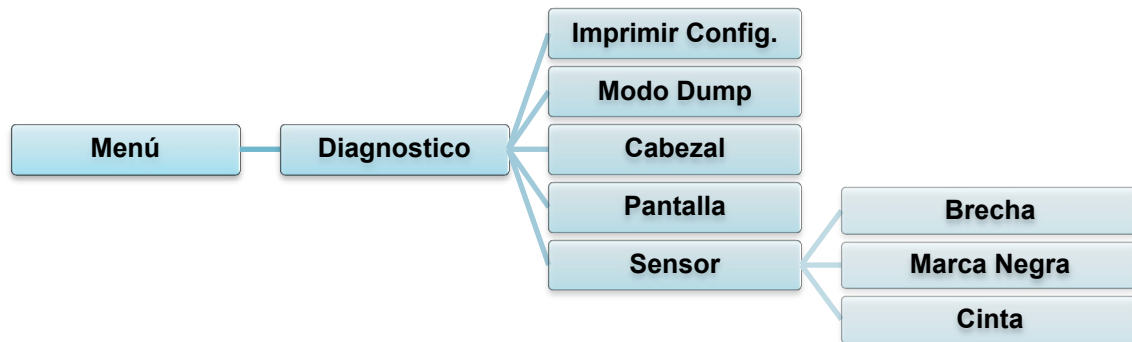 Menú
Diagnostico
Imprimir Config.
Modo Dump
Cabezal
Pantalla
Sensor
Brecha
Marca Negra
Cinta